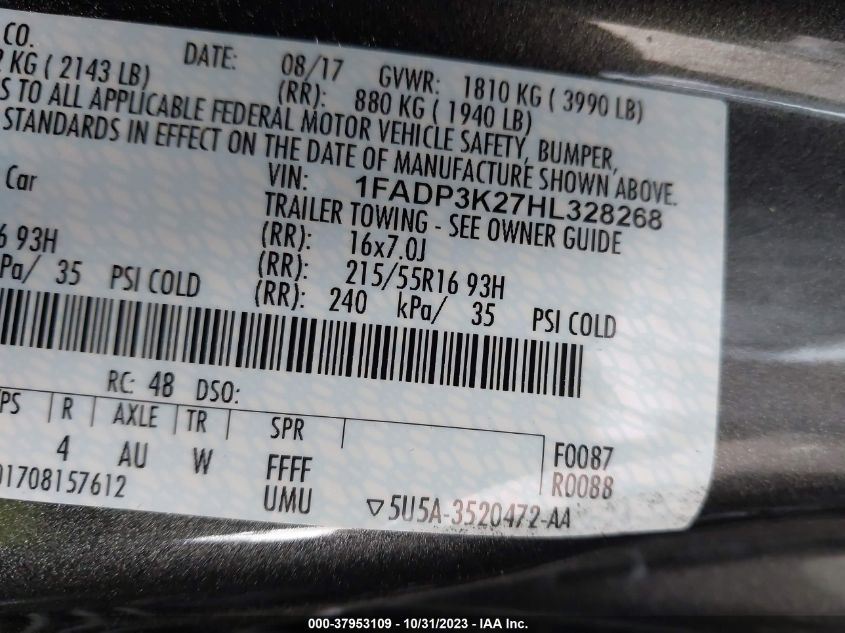 CO.
DATE: 08/17 GVWR: 1810 KG ( 3990 LB)
KG ( 2143 LB) (RR): 880 KG ( 1940 LB)
S TO ALL APPLICABLE FEDERAL MOTOR VEHICLE SAFETY, BUMPER,
STANDARDS IN EFFECT ON THE DATE OF MANUFACTURE SHOWN ABOVE.
VIN: 1FADP3K27HL328268
Car TRAILER TOWING - SEE OWNER GUIDE
(RR): 16x7.0J
6 93H (RR): 215/55R16 93H
Pa/ 35 PSI COLD (RR): 240 kPa/ 35 PSI COLD
RC: 48 DSO:
PS R AXLE TR SPR
4 AU W FFFF F0087
UMU R0088
01708157612 ▽5U5A-3520472-AA
000-37953109 - 10/31/2023 - IAA Inc.